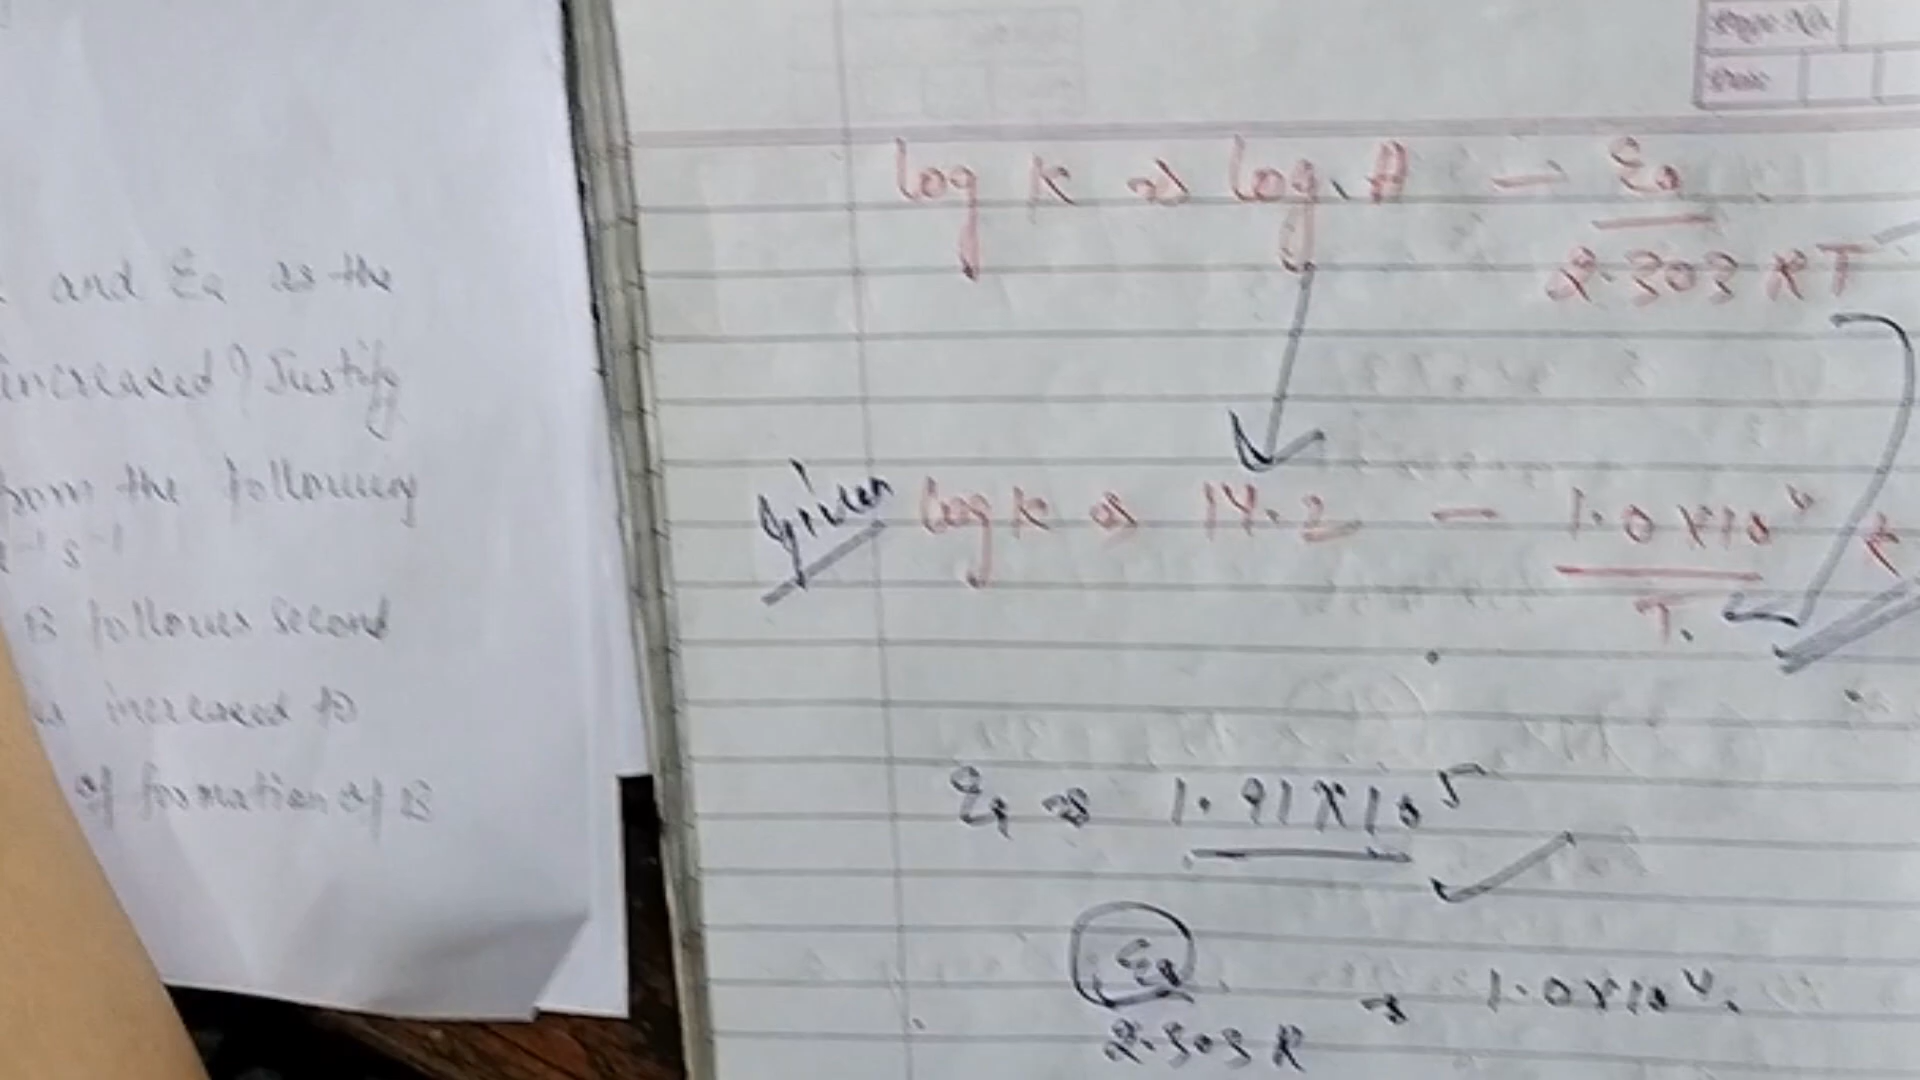 and Ea as the
increased? Justify
from the following
s⁻¹
B follows second
is increased to
of formation of B
Page No.
Date
log K = log A - Ea
2.303 RT
Given log K = 14.2 - 1.0 x 10⁴
T
Ea = 1.91 x 10⁵
Ea = 1.0 x 10⁴
2.303 R